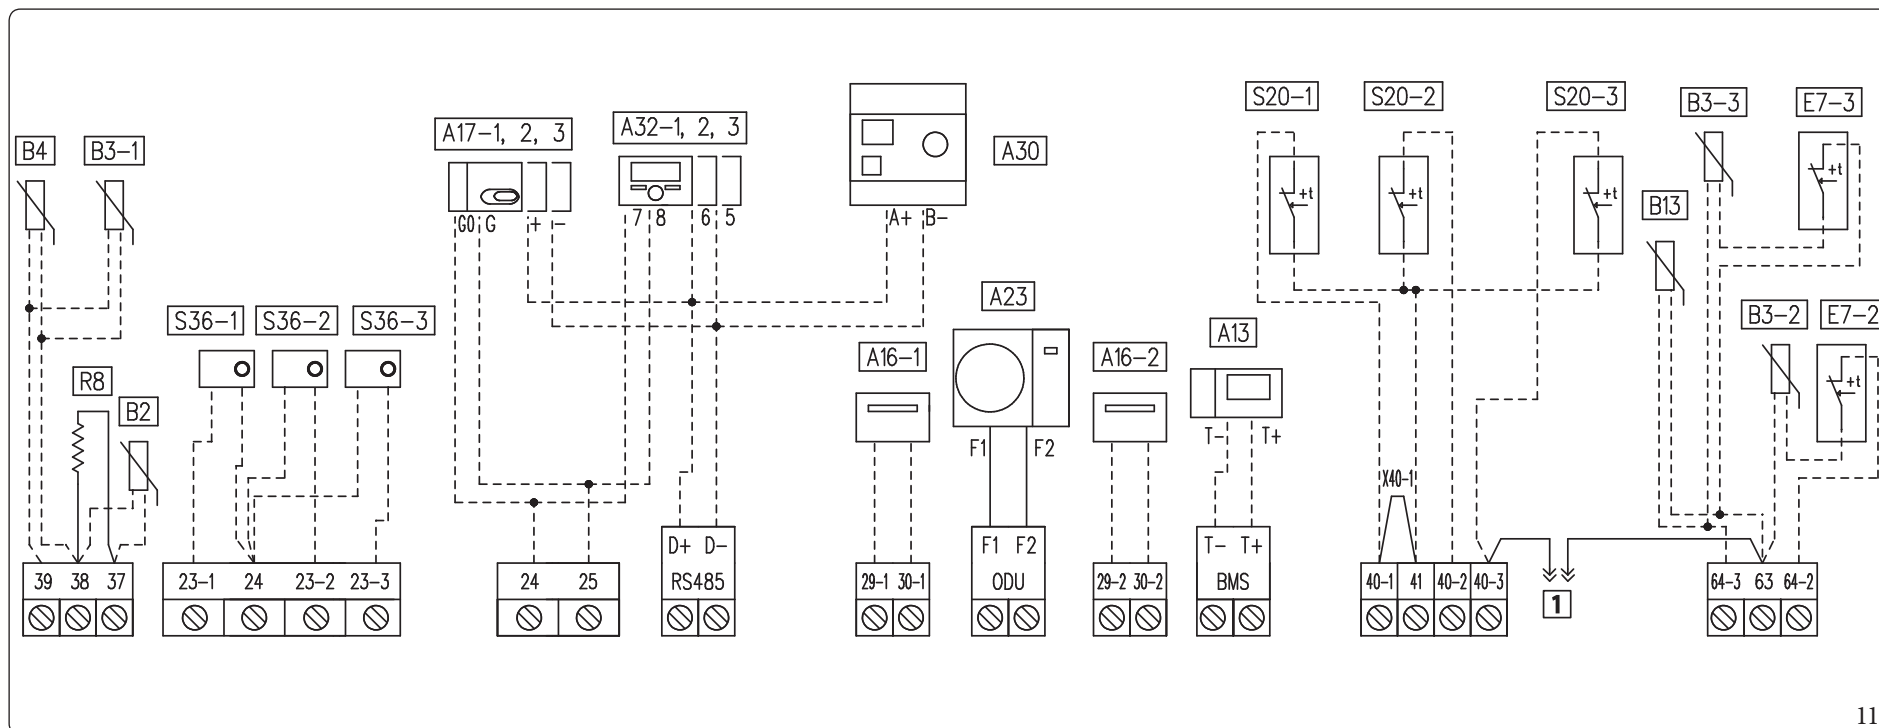 S20-1 S20-2 S20-3 B3-3 E7-3
A17-1, 2, 3 A32-1, 2, 3 A30
B4 B3-1
+t +t +t +t
B13
G0 G + - 7 8 6 5 A+ B-
A23
S36-1 S36-2 S36-3
A16-1 A16-2 A13
B3-2 E7-2
R8
B2
+t
F1 F2 T- T+
X40-1
D+ D- F1 F2 T- T+
39 38 37 23-1 24 23-2 23-3 24 25 RS485 29-1 30-1 ODU 29-2 30-2 BMS 40-1 41 40-2 40-3 64-3 63 64-2
1
11